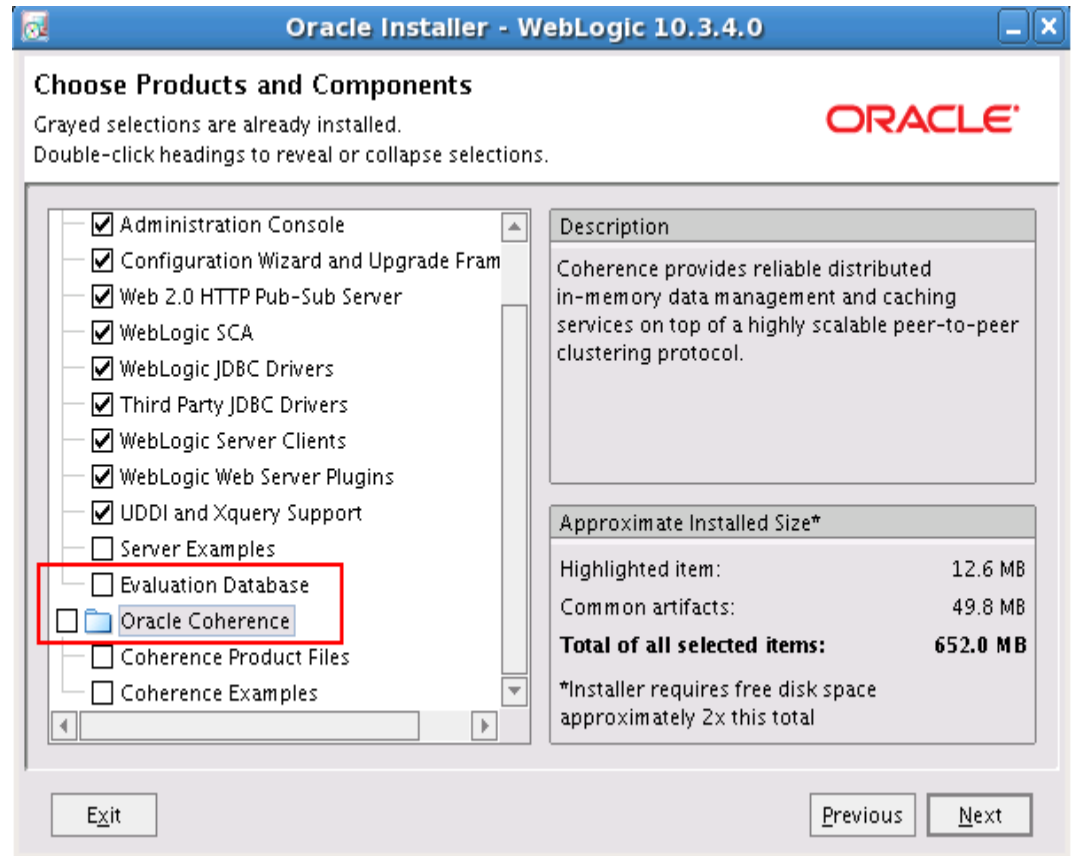 Oracle Installer - WebLogic 10.3.4.0
Choose Products and Components
Grayed selections are already installed.
Double-click headings to reveal or collapse selections.
ORACLE
Administration Console
Configuration Wizard and Upgrade Fram
Web 2.0 HTTP Pub-Sub Server
WebLogic SCA
WebLogic JDBC Drivers
Third Party JDBC Drivers
WebLogic Server Clients
WebLogic Web Server Plugins
UDDI and Xquery Support
Server Examples
Evaluation Database
Oracle Coherence
Coherence Product Files
Coherence Examples
Description
Coherence provides reliable distributed
in-memory data management and caching
services on top of a highly scalable peer-to-peer
clustering protocol.
Approximate Installed Size*
Highlighted item: 12.6 MB
Common artifacts: 49.8 MB
Total of all selected items: 652.0 MB
*Installer requires free disk space
approximately 2x this total
Exit
Previous
Next